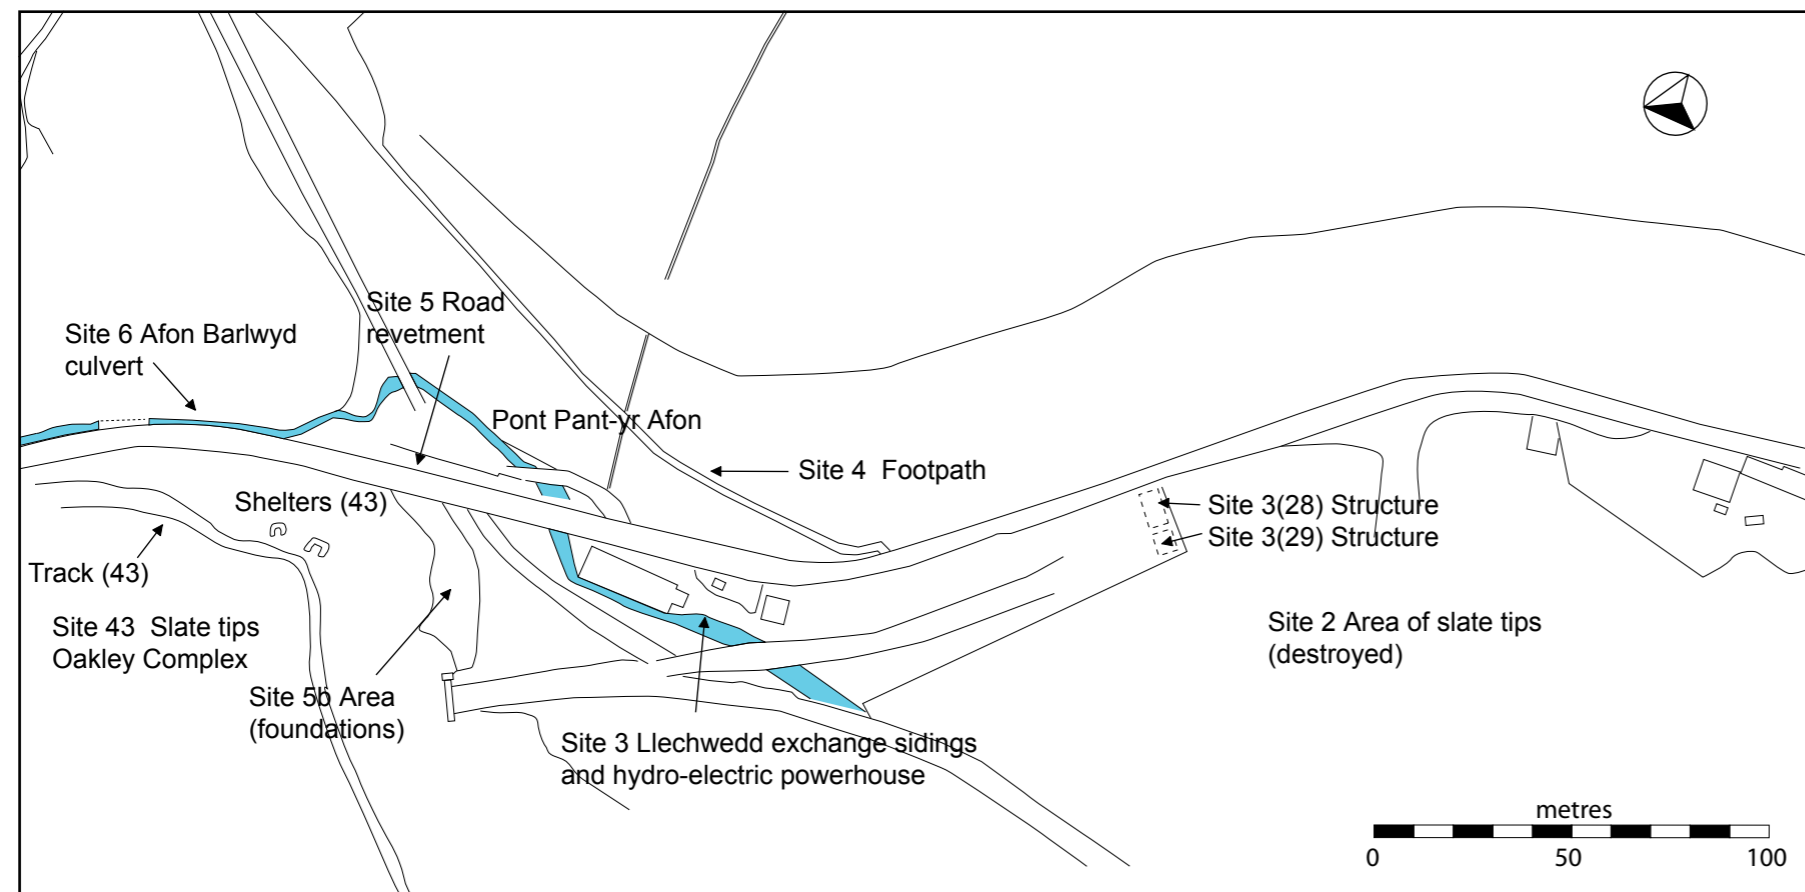 Site 5 Road
revetment
Site 6 Afon Barlwyd
culvert
Pont Pant-yr Afon
Site 4  Footpath
Shelters (43)
Site 3(28) Structure
Site 3(29) Structure
Track (43)
Site 43  Slate tips
Oakley Complex
Site 2 Area of slate tips
(destroyed)
Site 5b Area
(foundations)
Site 3 Llechwedd exchange sidings
and hydro-electric powerhouse
metres
0 50 100